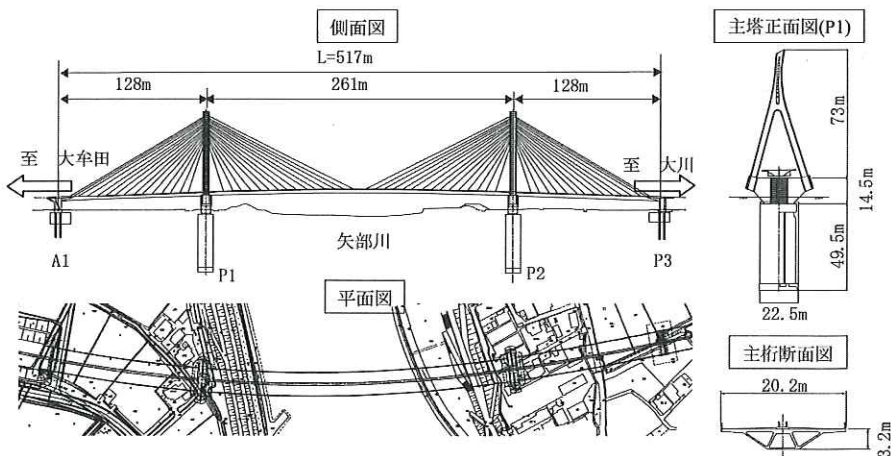 側面図
L=517m
128m
261m
128m
至 大牟田
至 大川
矢部川
A1
P1
P2
P3
平面図
主塔正面図(P1)
73m
14.5m
49.5m
22.5m
主桁断面図
20.2m
3.2m